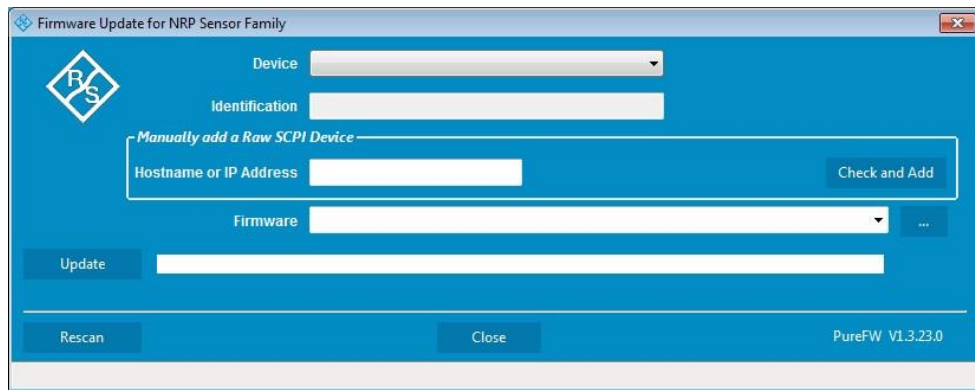 Firmware Update for NRP Sensor Family
R S
Device
Identification
Manually add a Raw SCPI Device
Hostname or IP Address
Check and Add
Firmware
...
Update
Rescan
Close
PureFW V1.3.23.0